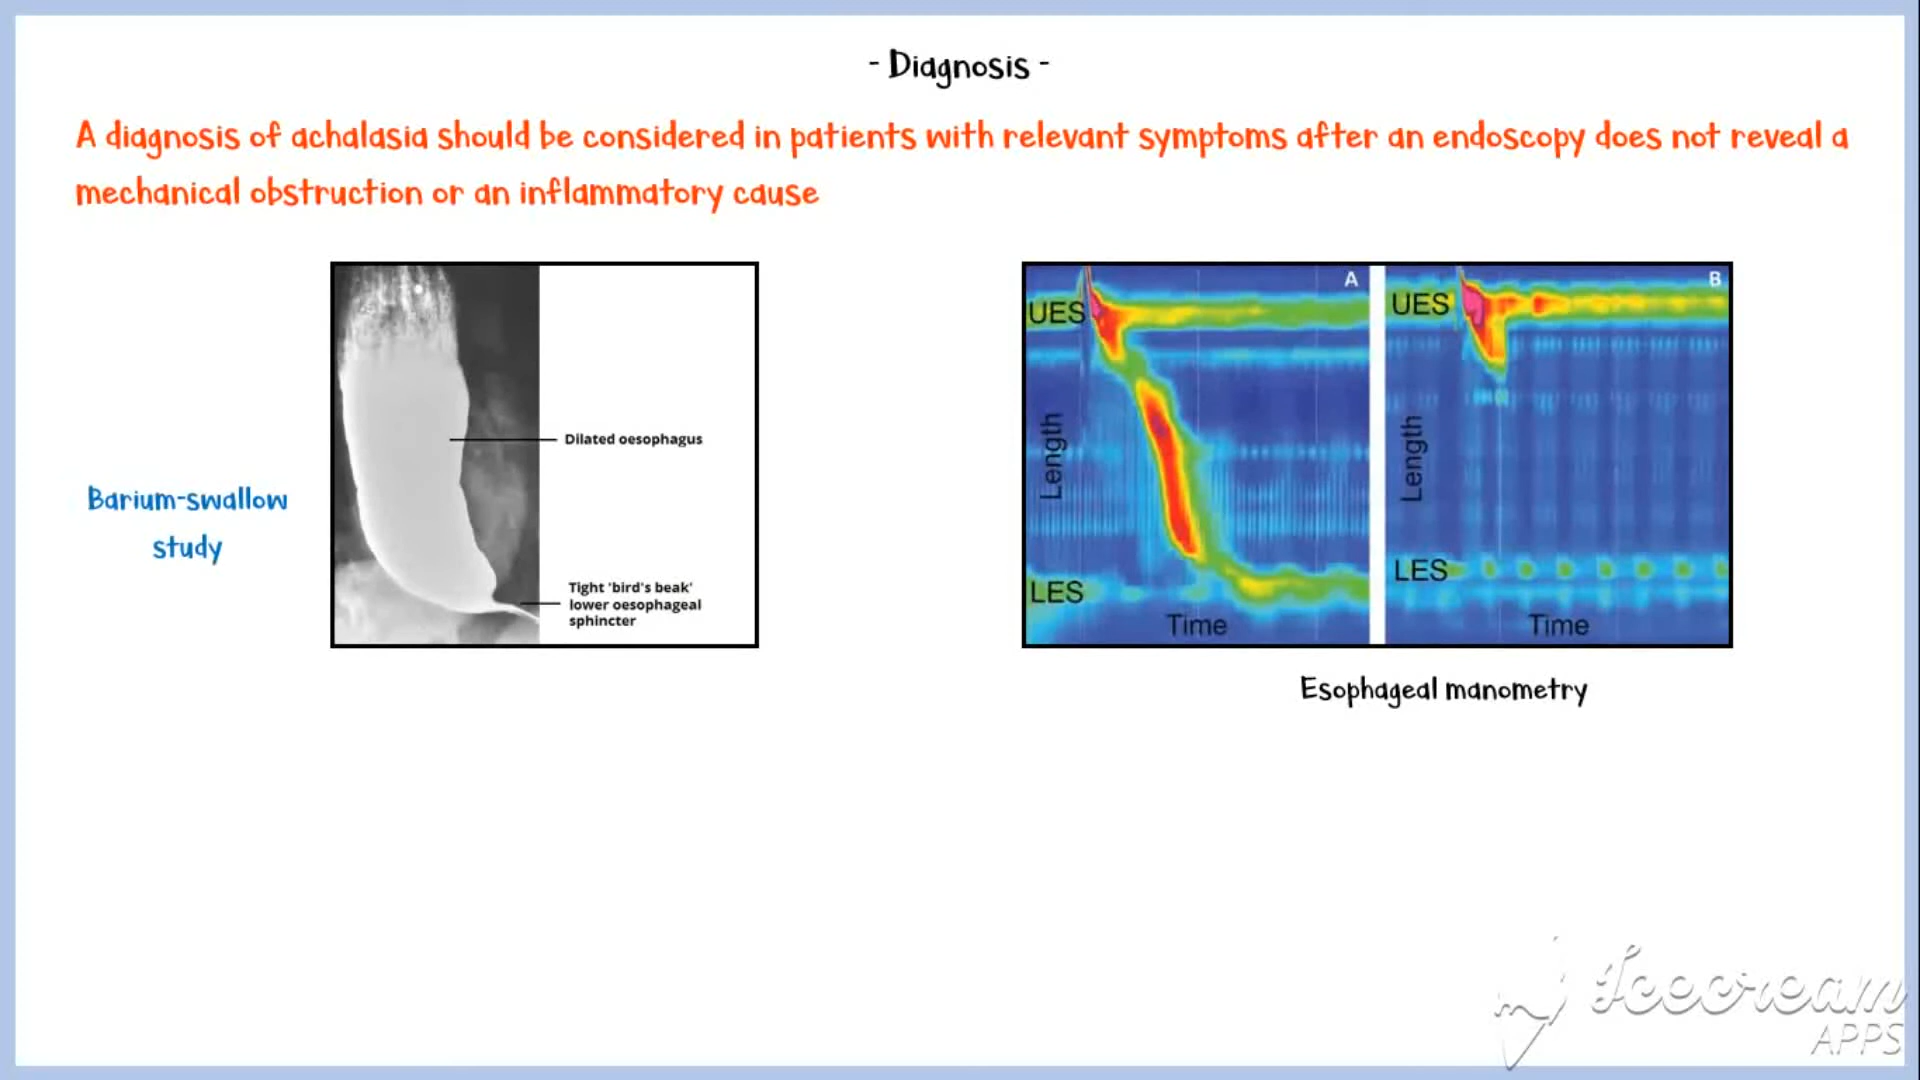 - Diagnosis -
A diagnosis of achalasia should be considered in patients with relevant symptoms after an endoscopy does not reveal a
mechanical obstruction or an inflammatory cause
Barium-swallow
study
Dilated oesophagus
Tight 'bird's beak'
lower oesophageal
sphincter
A
UES
Length
LES
Time
B
UES
Length
LES
Time
Esophageal manometry
Icecream
APPS